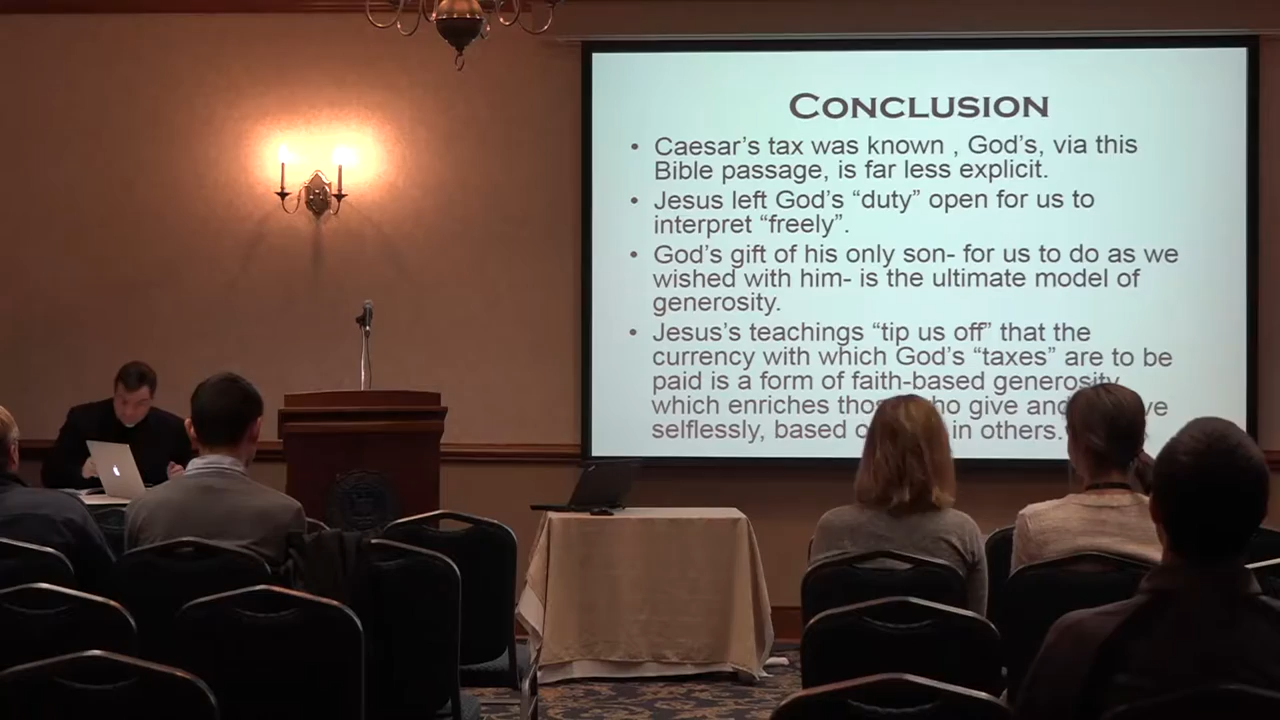 CONCLUSION
• Caesar's tax was known , God's, via this
Bible passage, is far less explicit.
• Jesus left God's “duty” open for us to
interpret “freely”.
• God's gift of his only son- for us to do as we
wished with him- is the ultimate model of
generosity.
• Jesus's teachings “tip us off” that the
currency with which God's “taxes” are to be
paid is a form of faith-based generosity
which enriches those who give and
selflessly, based in others.